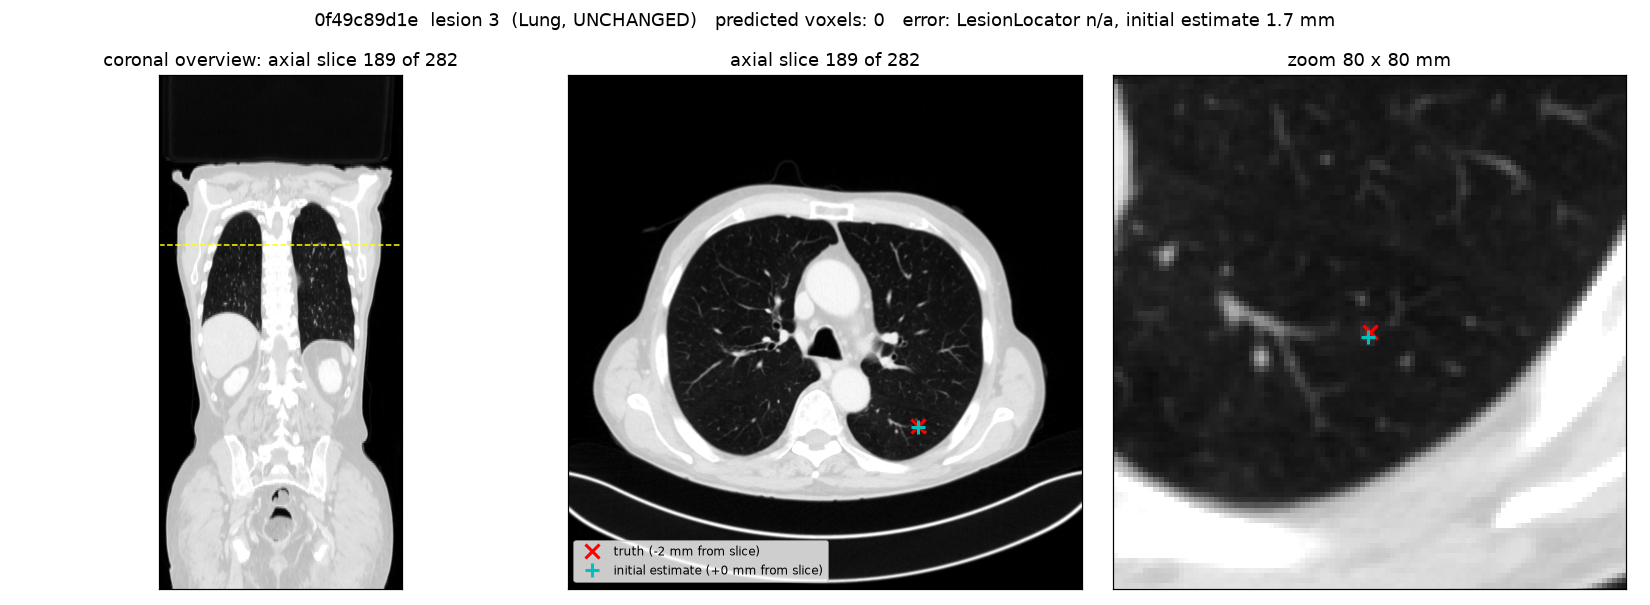 0f49c89d1e  lesion 3  (Lung, UNCHANGED)   predicted voxels: 0   error: LesionLocator n/a, initial estimate 1.7 mm
coronal overview: axial slice 189 of 282
axial slice 189 of 282
zoom 80 x 80 mm
truth (-2 mm from slice)
initial estimate (+0 mm from slice)